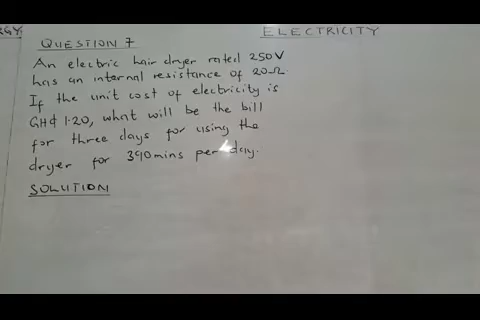 ELECTRICITY
QUESTION 7
An electric hair dryer rated 250V
has an internal resistance of 20Ω.
If the unit cost of electricity is
GH¢ 1.20, what will be the bill
for three days for using the
dryer for 390mins per day.
SOLUTION